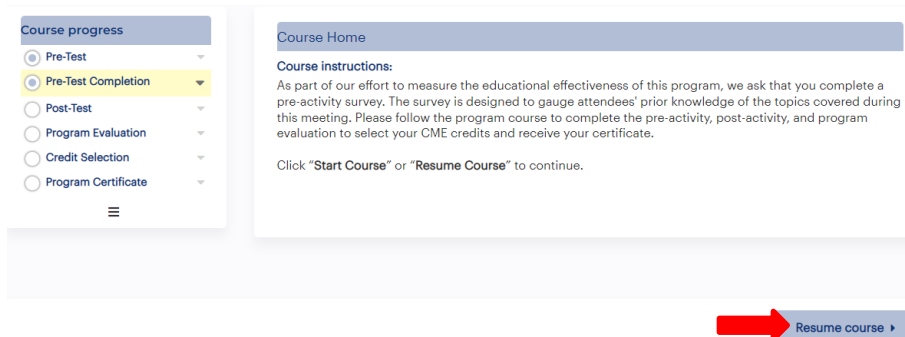 Course progress
Pre-Test
Pre-Test Completion
Post-Test
Program Evaluation
Credit Selection
Program Certificate
Course Home
Course instructions:
As part of our effort to measure the educational effectiveness of this program, we ask that you complete a
pre-activity survey. The survey is designed to gauge attendees' prior knowledge of the topics covered during
this meeting. Please follow the program course to complete the pre-activity, post-activity, and program
evaluation to select your CME credits and receive your certificate.
Click "Start Course" or "Resume Course" to continue.
Resume course